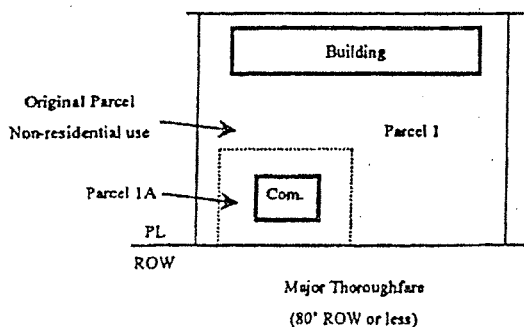 Building
Original Parcel
Non-residential use
Parcel 1
Parcel 1A
Com.
PL
ROW
Major Thoroughfare
(80' ROW or less)